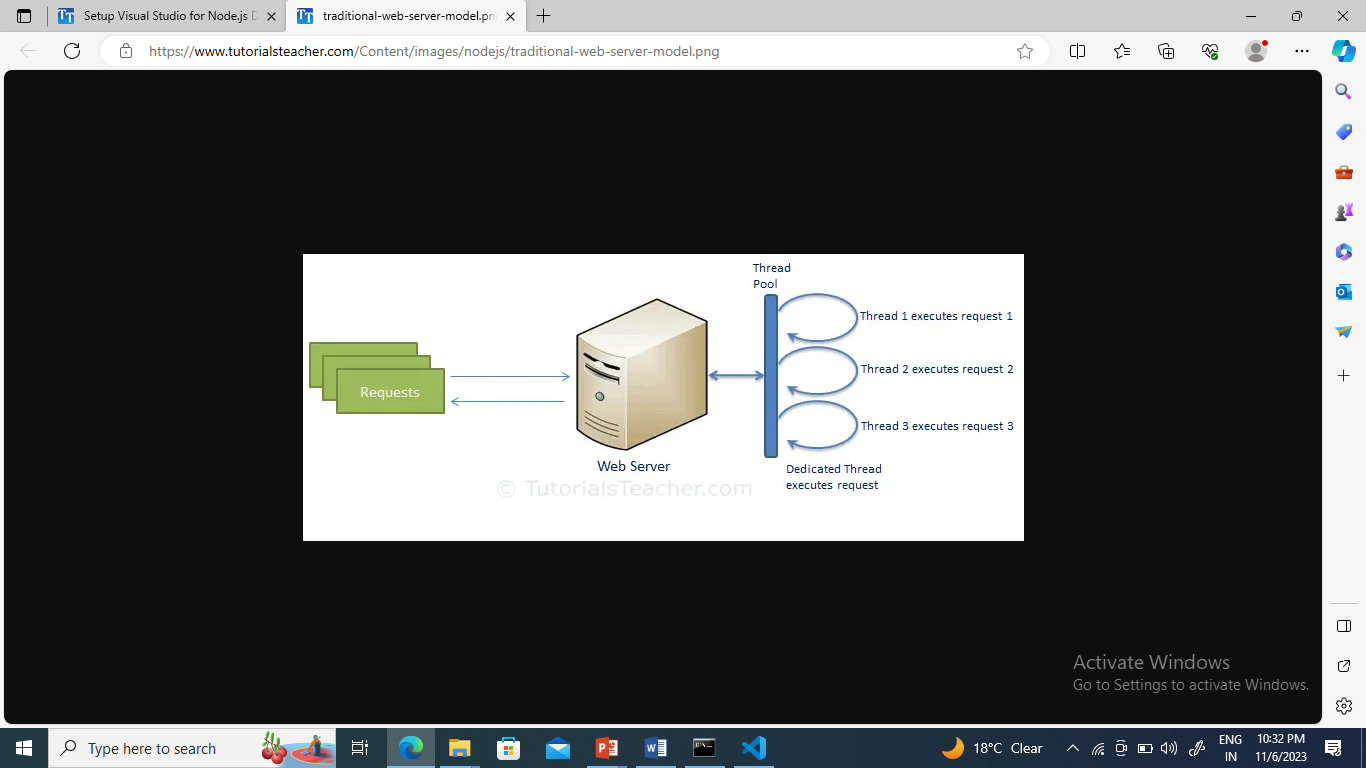 Setup Visual Studio for Node.js D
traditional-web-server-model.pn
https://www.tutorialsteacher.com/Content/images/nodejs/traditional-web-server-model.png
Thread
Pool
Thread 1 executes request 1
Thread 2 executes request 2
Requests
Thread 3 executes request 3
Web Server
Dedicated Thread
executes request
© TutorialsTeacher.com
Activate Windows
Go to Settings to activate Windows.
Type here to search
18°C Clear
ENG
IN
10:32 PM
11/6/2023